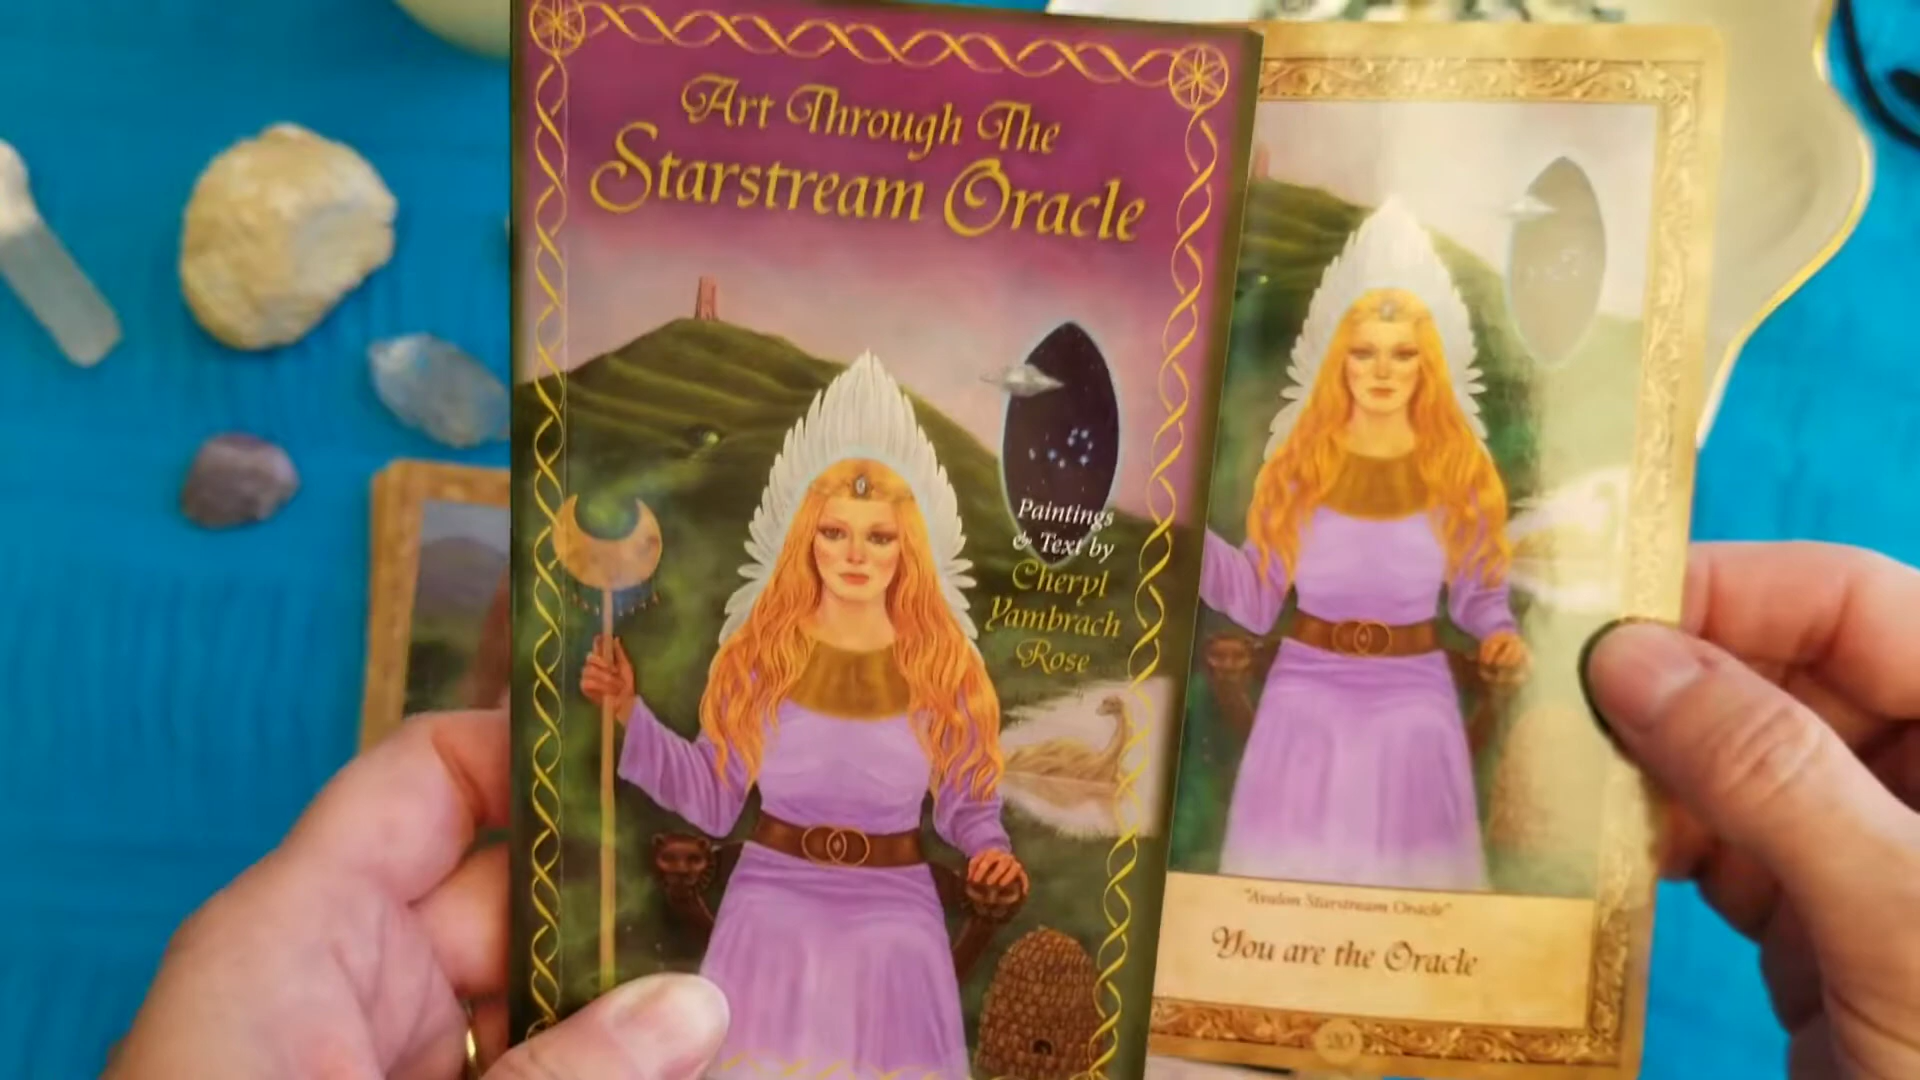 Art Through The
Starstream Oracle
Paintings
& Text by
Cheryl
Yambrach
Rose
"Avalon Starstream Oracle"
You are the Oracle
20